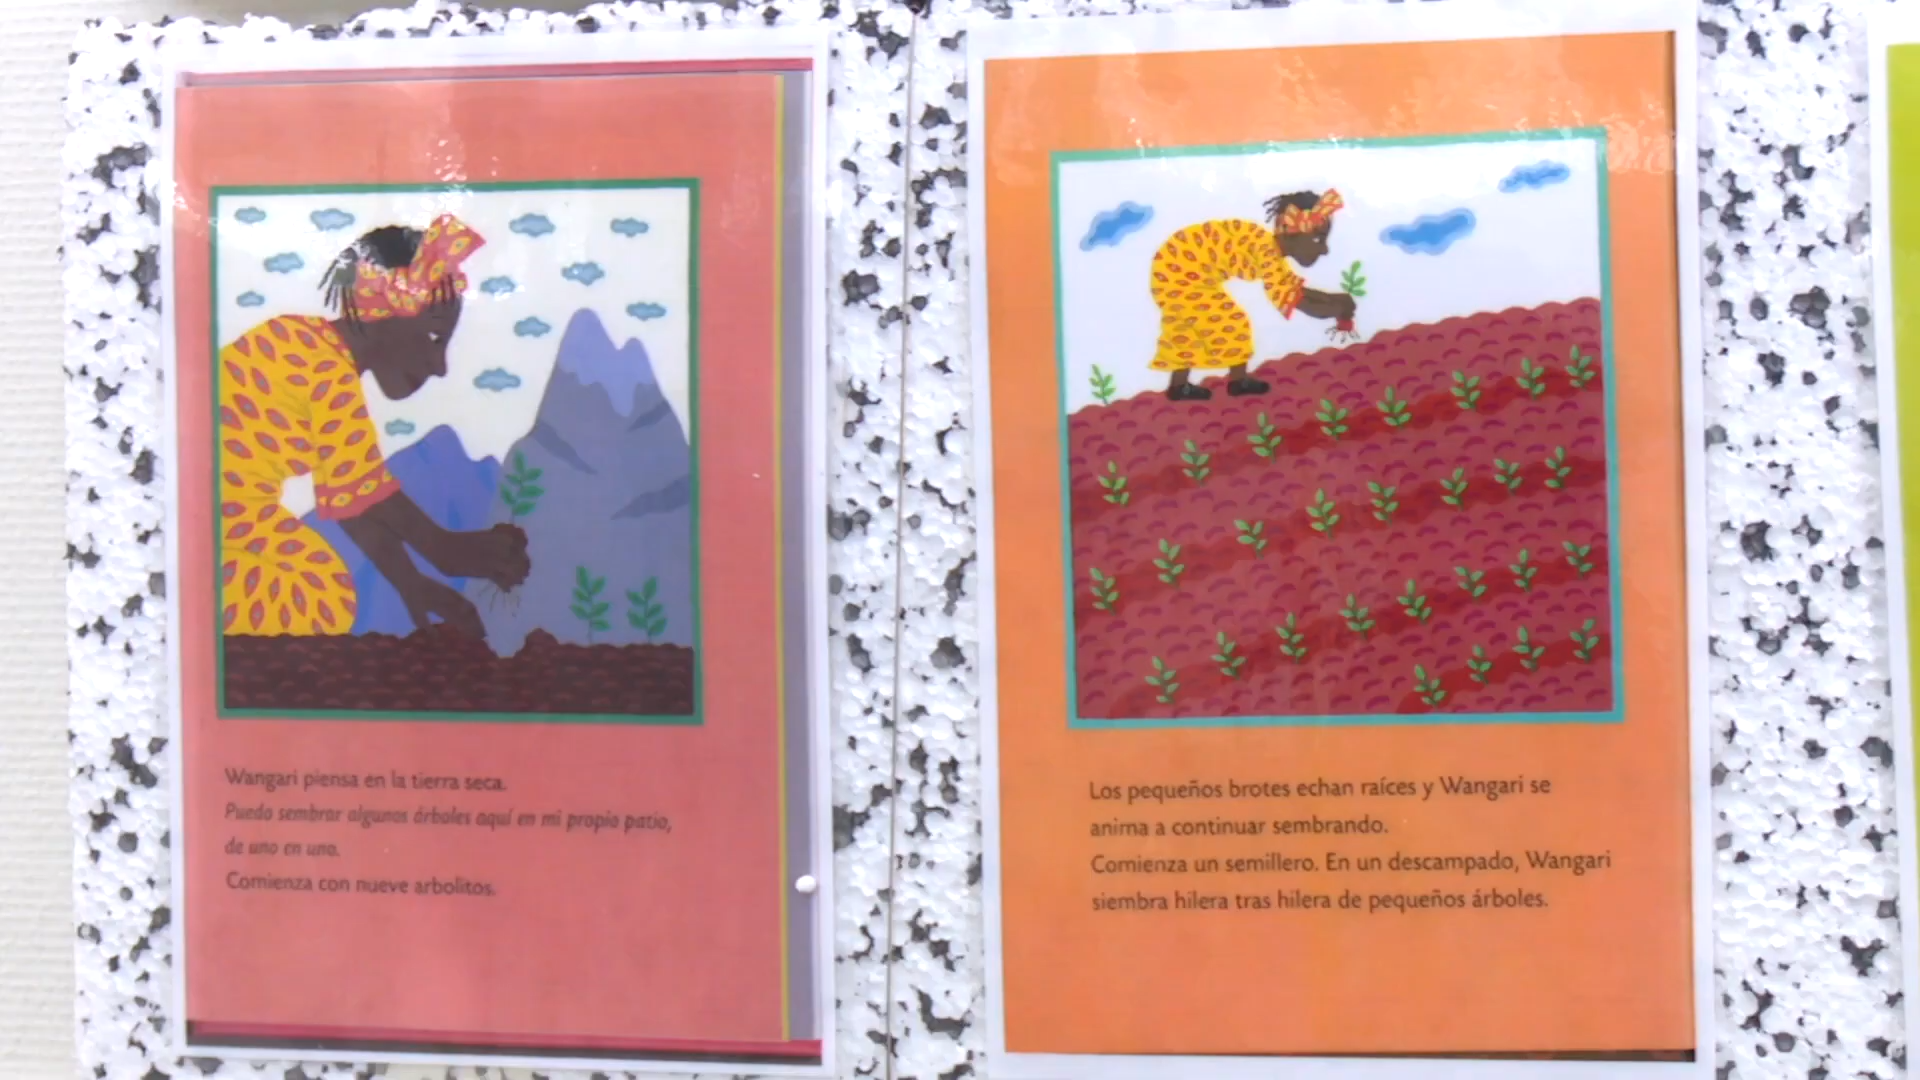 Wangari piensa en la tierra seca.
Puedo sembrar algunos árboles aquí en mi propio patio,
de uno en uno.
Comienza con nueve arbolitos.
Los pequeños brotes echan raíces y Wangari se
anima a continuar sembrando.
Comienza un semillero. En un descampado, Wangari
siembra hilera tras hilera de pequeños árboles.